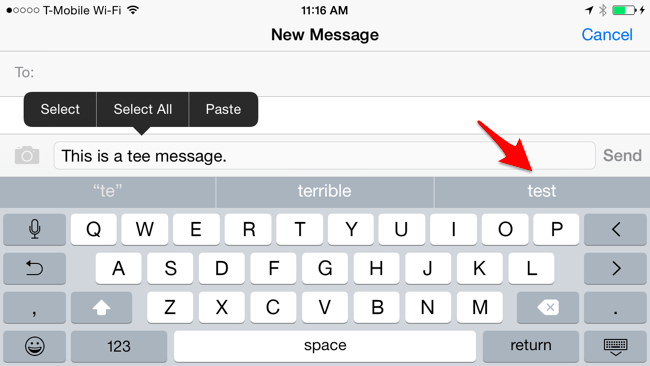 T-Mobile Wi-Fi 11:16 AM
New Message Cancel
To:
Select Select All Paste
This is a tee message. Send
“te” terrible test
Q W E R T Y U I O P <
A S D F G H J K L >
, Z X C V B N M .
123 space return